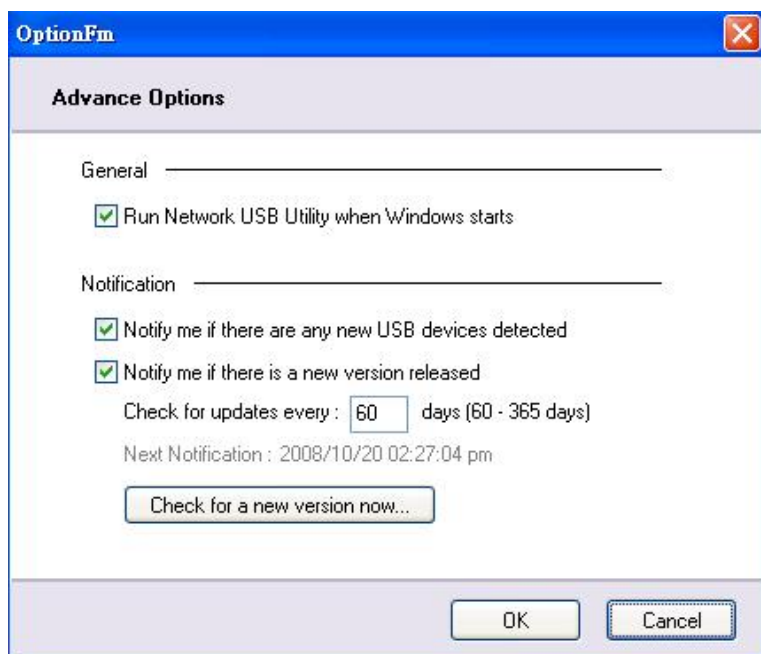 OptionFm
Advance Options
General
Run Network USB Utility when Windows starts
Notification
Notify me if there are any new USB devices detected
Notify me if there is a new version released
Check for updates every : 60 days (60 - 365 days)
Next Notification : 2008/10/20 02:27:04 pm
Check for a new version now...
OK Cancel